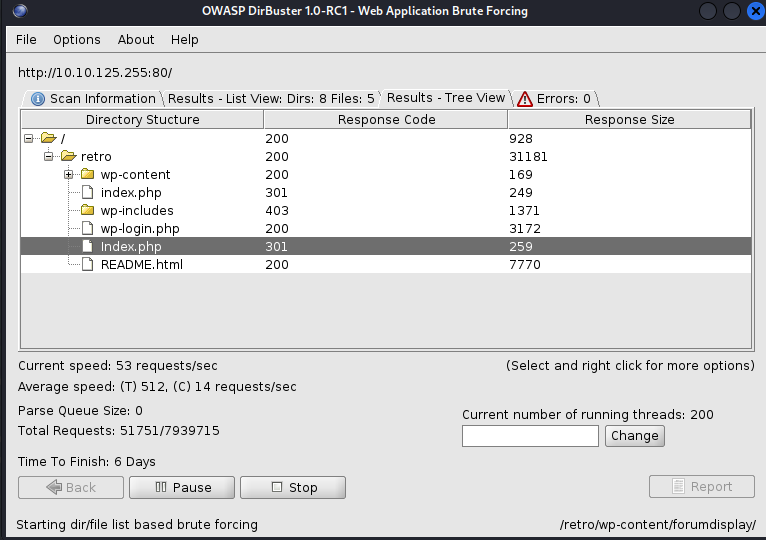 OWASP DirBuster 1.0-RC1 - Web Application Brute Forcing
File Options About Help
http://10.10.125.255:80/
Scan Information Results - List View: Dirs: 8 Files: 5 Results - Tree View Errors: 0
Directory Stucture Response Code Response Size
/ 200 928
retro 200 31181
wp-content 200 169
index.php 301 249
wp-includes 403 1371
wp-login.php 200 3172
Index.php 301 259
README.html 200 7770
Current speed: 53 requests/sec (Select and right click for more options)
Average speed: (T) 512, (C) 14 requests/sec
Parse Queue Size: 0 Current number of running threads: 200
Total Requests: 51751/7939715 Change
Time To Finish: 6 Days
Back Pause Stop Report
Starting dir/file list based brute forcing /retro/wp-content/forumdisplay/